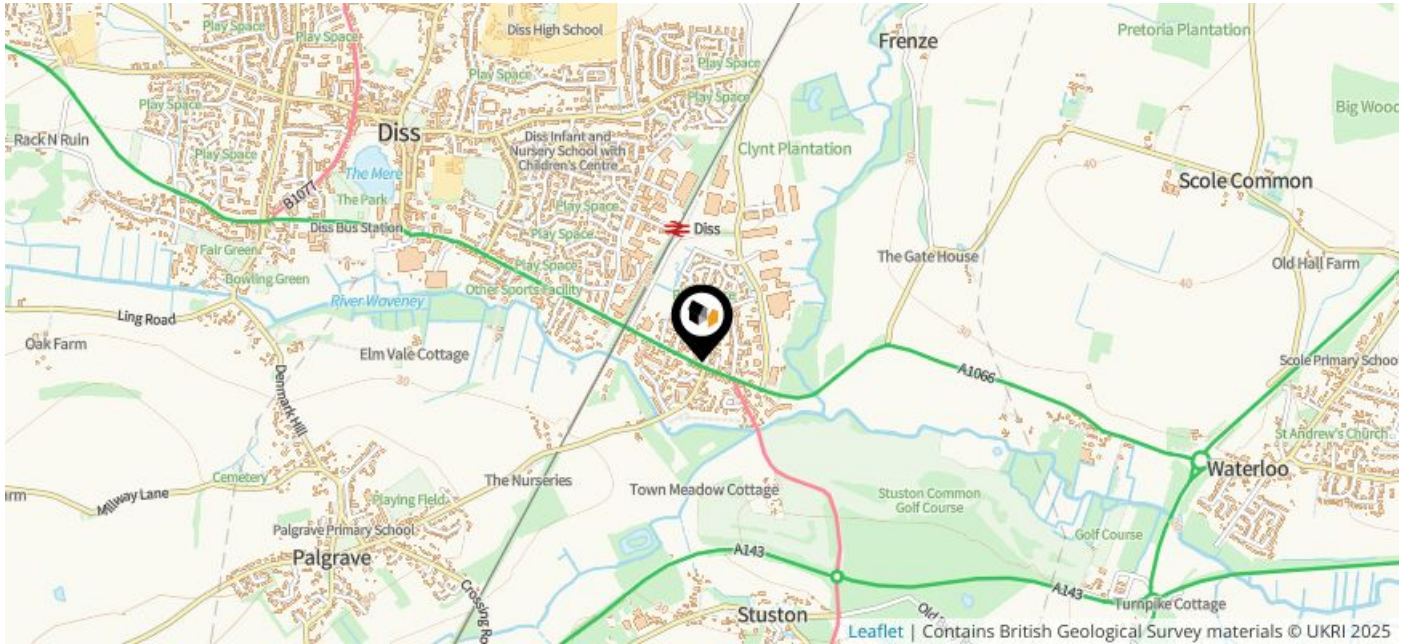 Play Space
Play Space
Diss High School
Frenze
Pretoria Plantation
Play Space
Play Space
Play Space
Play Space
Big Wood
Rack N Ruin
Diss
Diss Infant and
Nursery School with
Children's Centre
Clynt Plantation
Play Space
The Mere
Scole Common
B1077
The Park
Play Space
Diss Bus Station
Play Space
Diss
Fair Green
The Gate House
Old Hall Farm
Bowling Green
Play Space
Other Sports Facility
River Waveney
Ling Road
Oak Farm
Elm Vale Cottage
Denmark Hill
A1066
Scole Primary School
St Andrew's Church
Cemetery
The Nurseries
Town Meadow Cottage
Waterloo
Millway Lane
Playing Field
Stuston Common
Golf Course
Palgrave Primary School
Golf Course
Palgrave
A143
Crossing Ro
A143
Turnpike Cottage
Stuston
Leaflet | Contains British Geological Survey materials © UKRI 2025